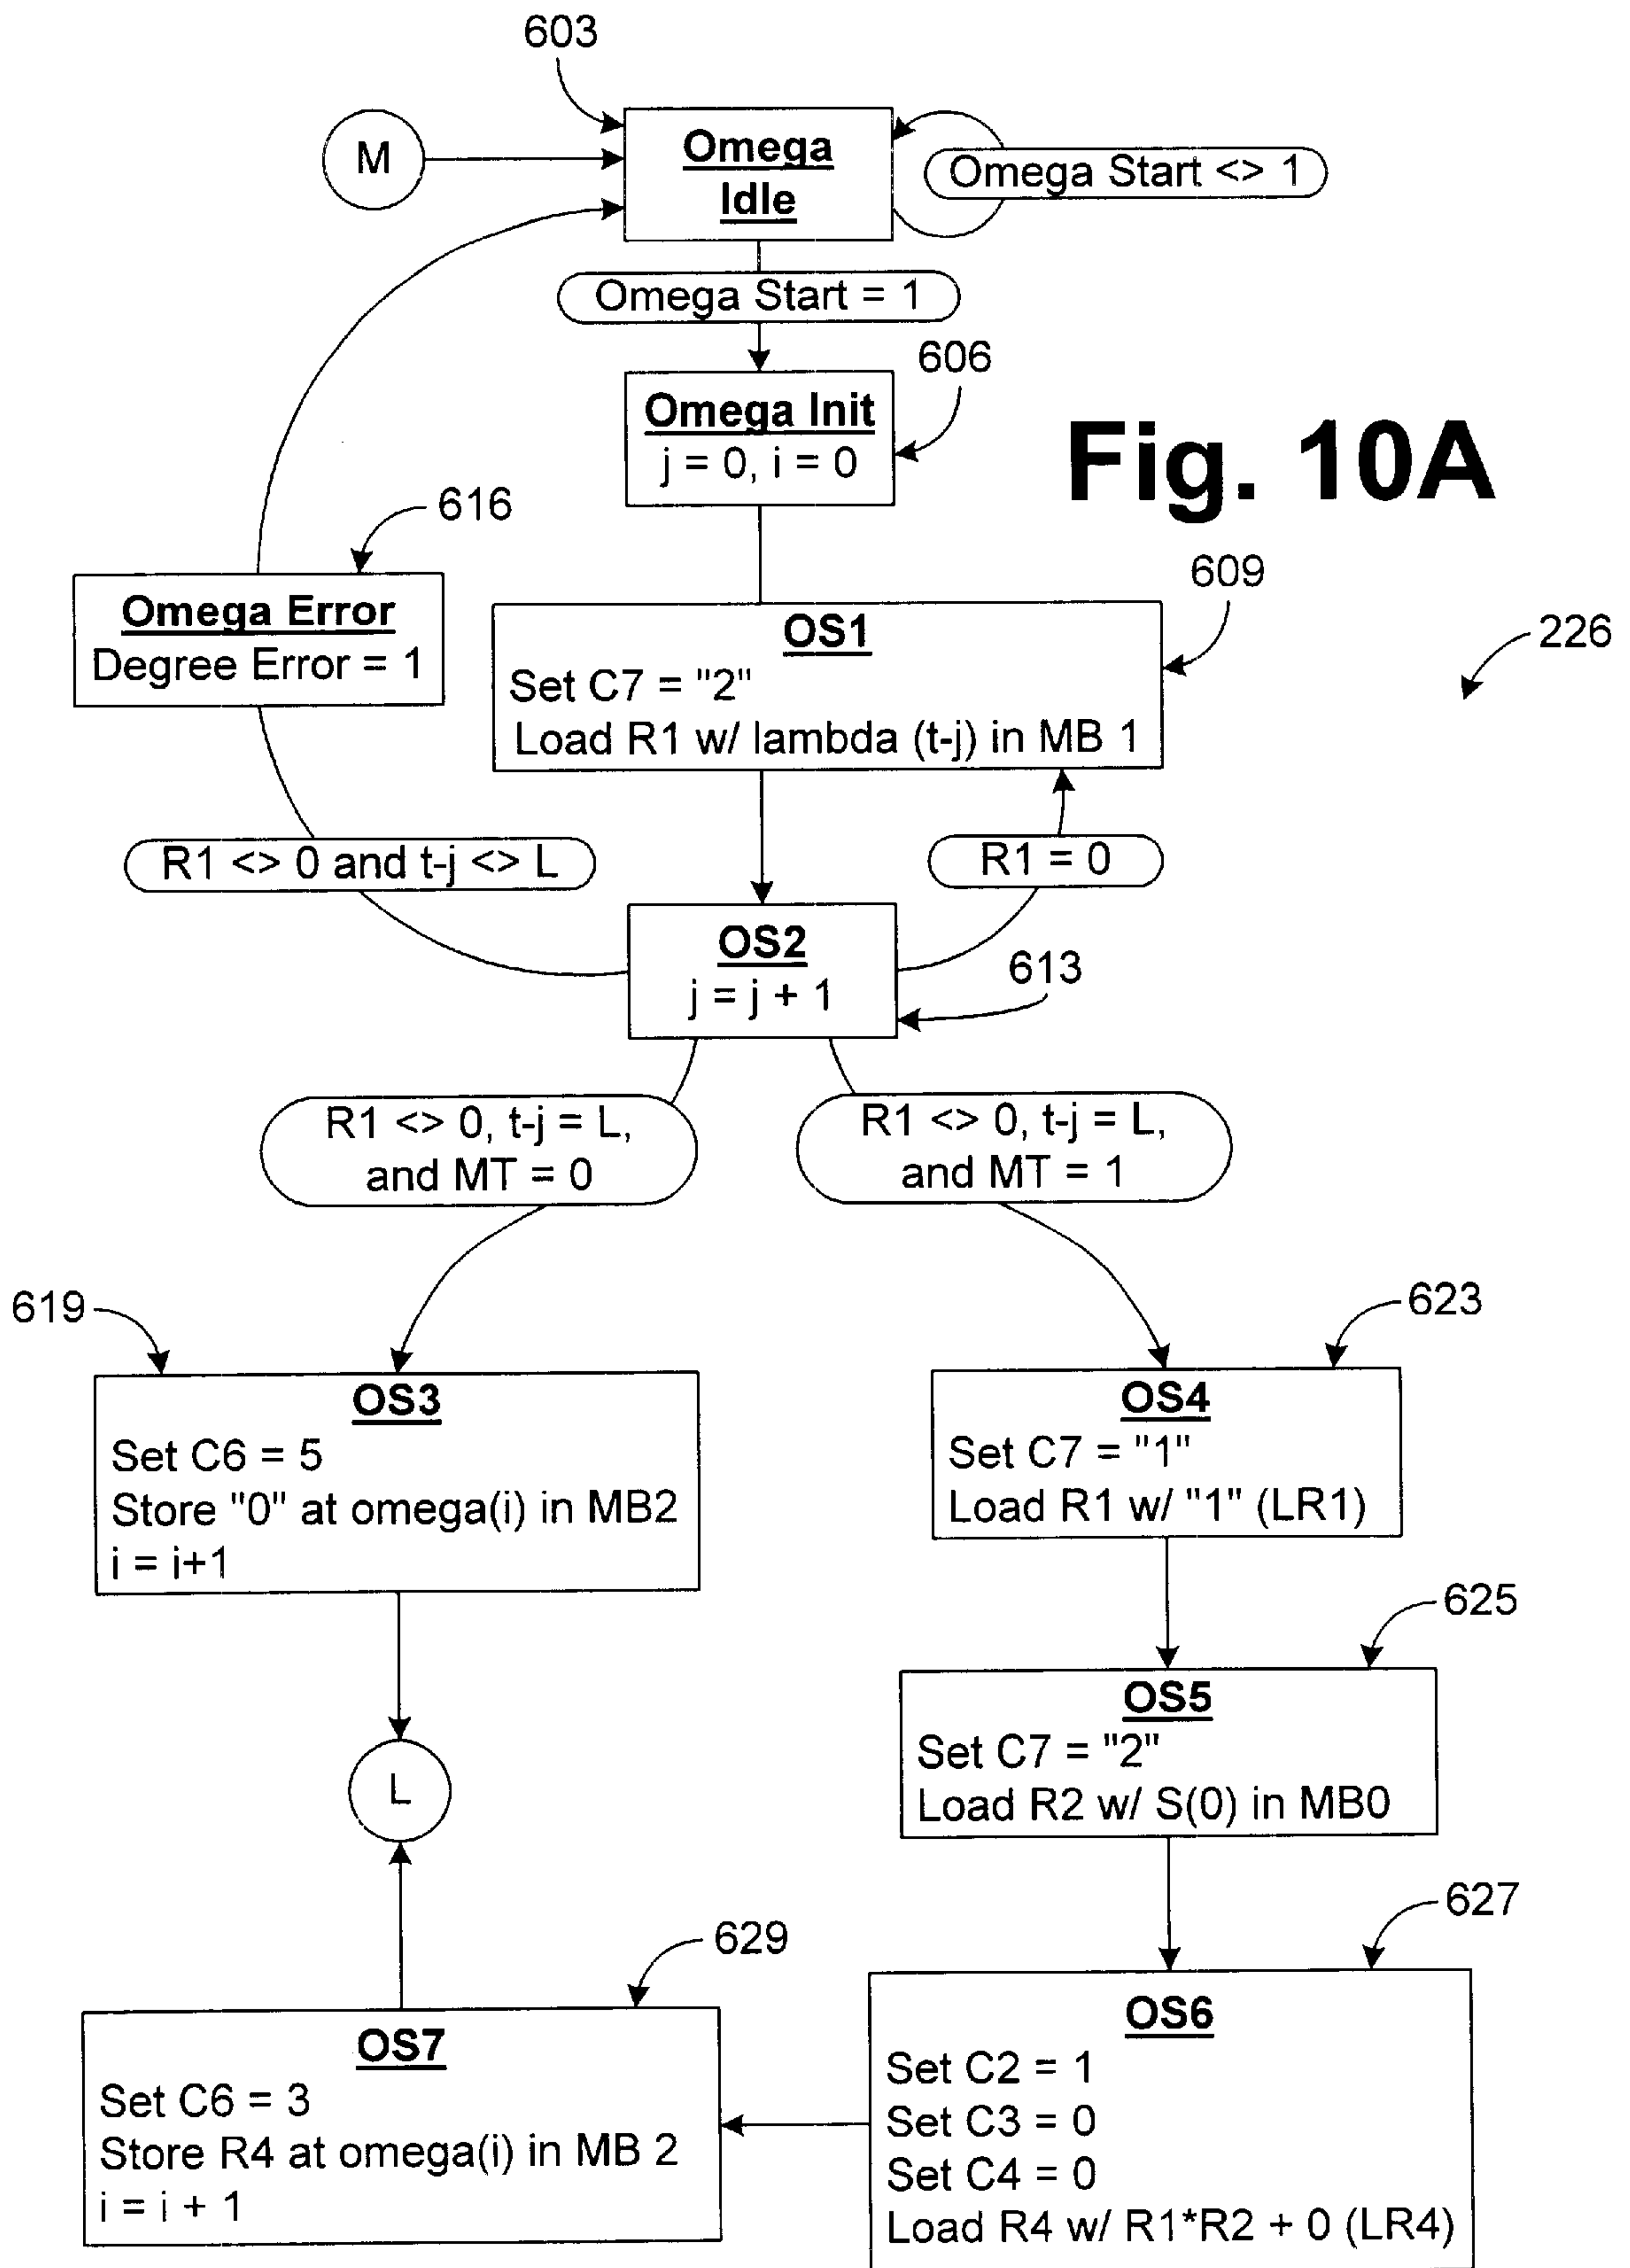 603
M
Omega
Idle
Omega Start <> 1
Omega Start = 1
606
Omega Init
j = 0, i = 0
Fig. 10A
616
Omega Error
Degree Error = 1
609
OS1
Set C7 = "2"
Load R1 w/ lambda (t-j) in MB 1
226
R1 <> 0 and t-j <> L
R1 = 0
OS2
j = j + 1
613
R1 <> 0, t-j = L,
and MT = 0
R1 <> 0, t-j = L,
and MT = 1
619
OS3
Set C6 = 5
Store "0" at omega(i) in MB2
i = i+1
623
OS4
Set C7 = "1"
Load R1 w/ "1" (LR1)
625
OS5
Set C7 = "2"
Load R2 w/ S(0) in MB0
L
627
OS6
Set C2 = 1
Set C3 = 0
Set C4 = 0
Load R4 w/ R1*R2 + 0 (LR4)
629
OS7
Set C6 = 3
Store R4 at omega(i) in MB 2
i = i + 1